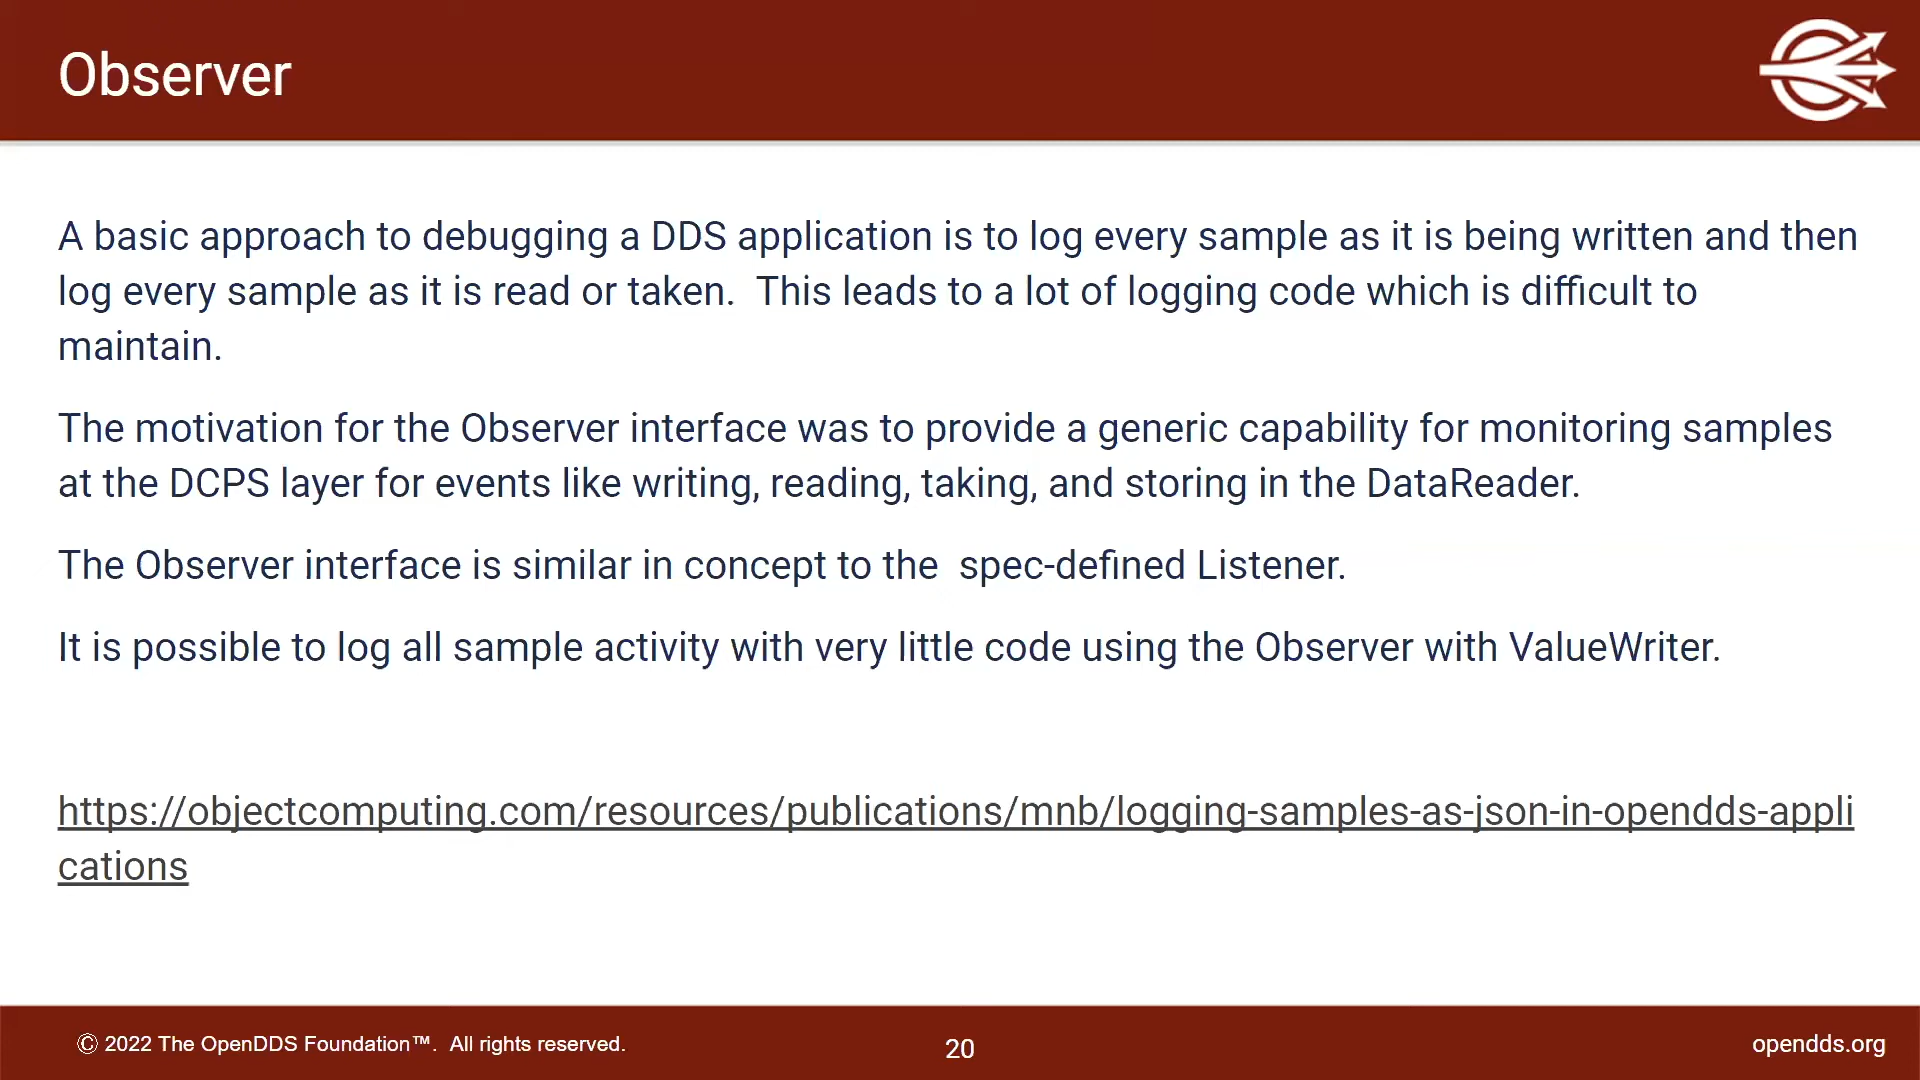 Observer
A basic approach to debugging a DDS application is to log every sample as it is being written and then
log every sample as it is read or taken.  This leads to a lot of logging code which is difficult to
maintain.
The motivation for the Observer interface was to provide a generic capability for monitoring samples
at the DCPS layer for events like writing, reading, taking, and storing in the DataReader.
The Observer interface is similar in concept to the  spec-defined Listener.
It is possible to log all sample activity with very little code using the Observer with ValueWriter.
https://objectcomputing.com/resources/publications/mnb/logging-samples-as-json-in-opendds-appli
cations
© 2022 The OpenDDS Foundation™.  All rights reserved.
20
opendds.org